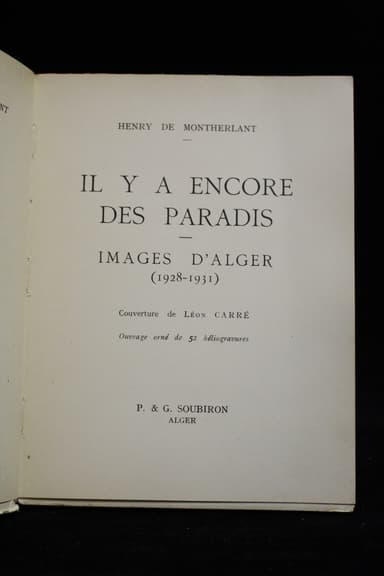 NT
HENRY DE MONTHERLANT
IL Y A ENCORE
DES PARADIS
IMAGES D'ALGER
(1928-1931)
Couverture de LÉON CARRÉ
Ouvrage orné de 52 héliogravures
P. & G. SOUBIRON
ALGER